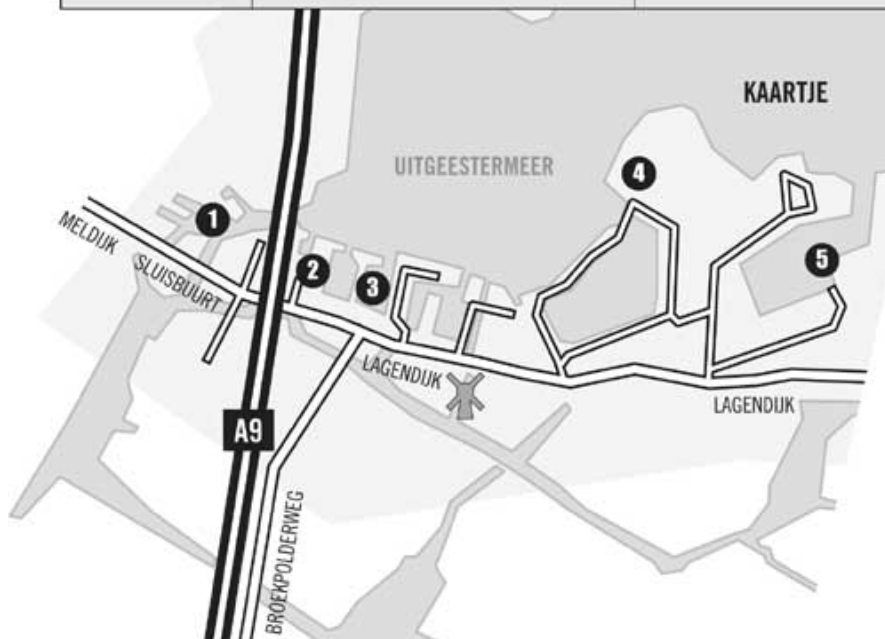 KAARTJE
UITGEESTERMEER
4
1
MELDIJK
SLUISBUURT
2
3
5
LAGENDIJK
LAGENDIJK
A9
BROEKPOLDERWEG